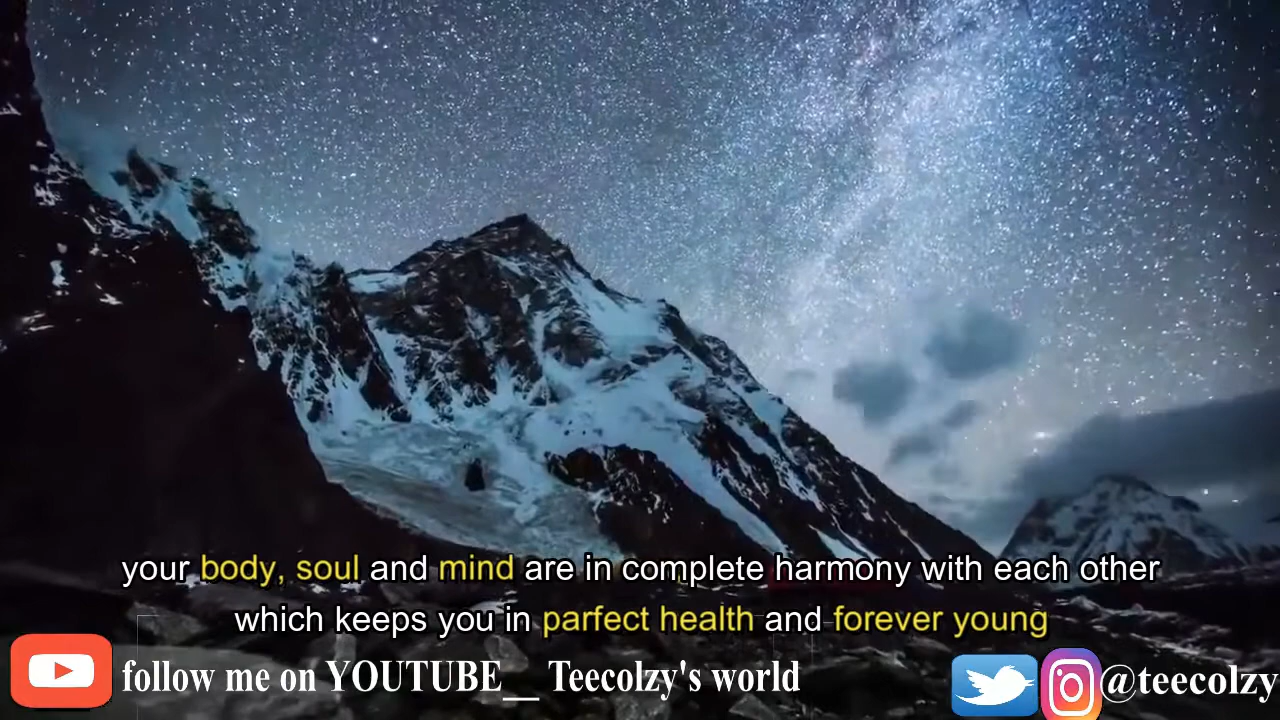 your body, soul and mind are in complete harmony with each other
which keeps you in parfect health and forever young
follow me on YOUTUBE__ Teecolzy's world @teecolzy